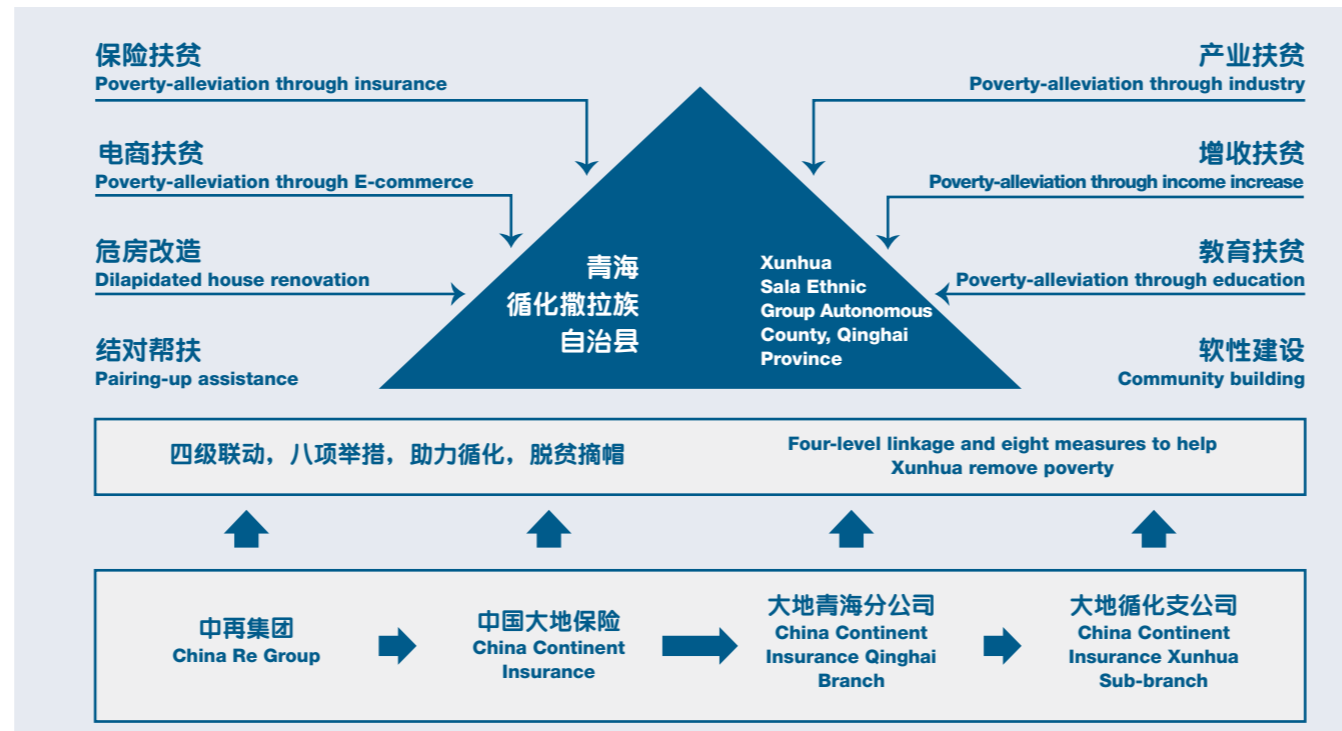 保险扶贫
Poverty-alleviation through insurance
电商扶贫
Poverty-alleviation through E-commerce
危房改造
Dilapidated house renovation
结对帮扶
Pairing-up assistance
产业扶贫
Poverty-alleviation through industry
增收扶贫
Poverty-alleviation through income increase
教育扶贫
Poverty-alleviation through education
软性建设
Community building
青海
循化撒拉族
自治县
Xunhua
Sala Ethnic
Group Autonomous
County, Qinghai
Province
四级联动，八项举措，助力循化，脱贫摘帽
Four-level linkage and eight measures to help
Xunhua remove poverty
中再集团
China Re Group
中国大地保险
China Continent
Insurance
大地青海分公司
China Continent
Insurance Qinghai
Branch
大地循化支公司
China Continent
Insurance Xunhua
Sub-branch